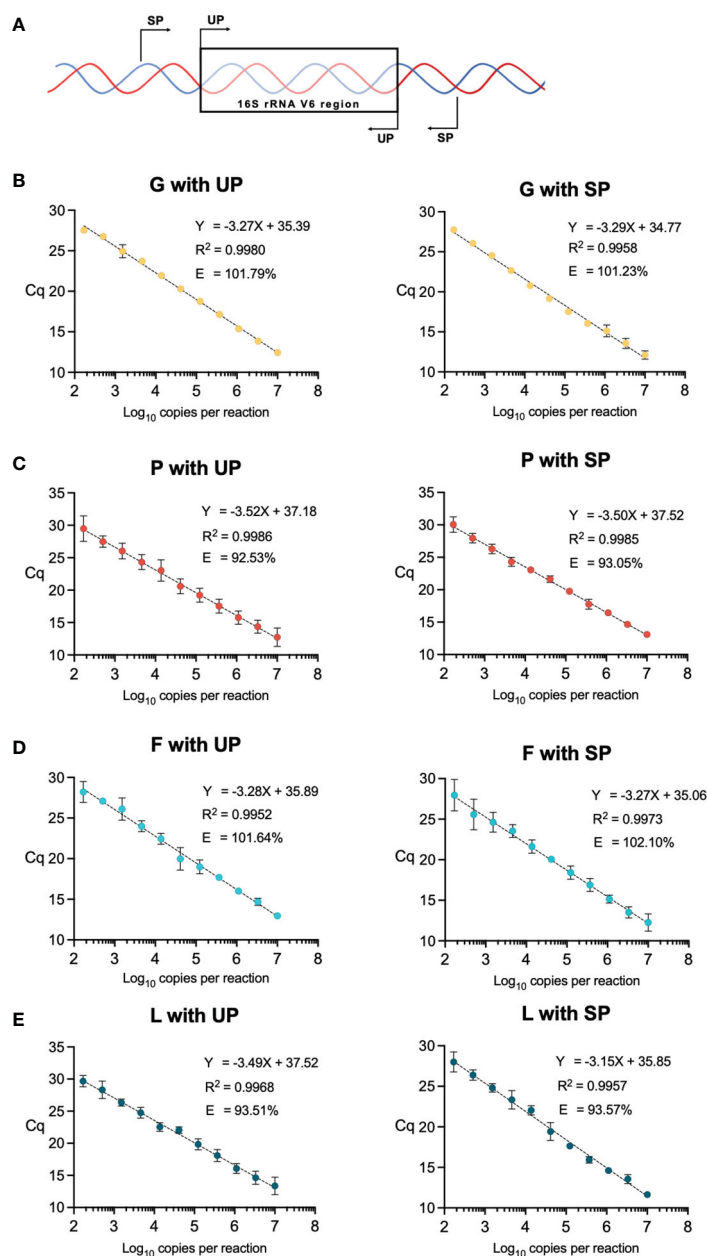 A
SP
UP
16S rRNA V6 region
UP
SP
B
G with UP
Y = -3.27X + 35.39
R² = 0.9980
E = 101.79%
Cq
30
25
20
15
10
2 3 4 5 6 7 8
Log₁₀ copies per reaction
G with SP
Y = -3.29X + 34.77
R² = 0.9958
E = 101.23%
30
25
20
15
10
2 3 4 5 6 7 8
Log₁₀ copies per reaction
C
P with UP
Y = -3.52X + 37.18
R² = 0.9986
E = 92.53%
Cq
35
30
25
20
15
10
2 3 4 5 6 7 8
Log₁₀ copies per reaction
P with SP
Y = -3.50X + 37.52
R² = 0.9985
E = 93.05%
35
30
25
20
15
10
2 3 4 5 6 7 8
Log₁₀ copies per reaction
D
F with UP
Y = -3.28X + 35.89
R² = 0.9952
E = 101.64%
Cq
30
25
20
15
10
2 3 4 5 6 7 8
Log₁₀ copies per reaction
F with SP
Y = -3.27X + 35.06
R² = 0.9973
E = 102.10%
Cq
30
25
20
15
10
2 3 4 5 6 7 8
Log₁₀ copies per reaction
E
L with UP
Y = -3.49X + 37.52
R² = 0.9968
E = 93.51%
Cq
35
30
25
20
15
10
2 3 4 5 6 7 8
Log₁₀ copies per reaction
L with SP
Y = -3.15X + 35.85
R² = 0.9957
E = 93.57%
Cq
30
25
20
15
10
2 3 4 5 6 7 8
Log₁₀ copies per reaction